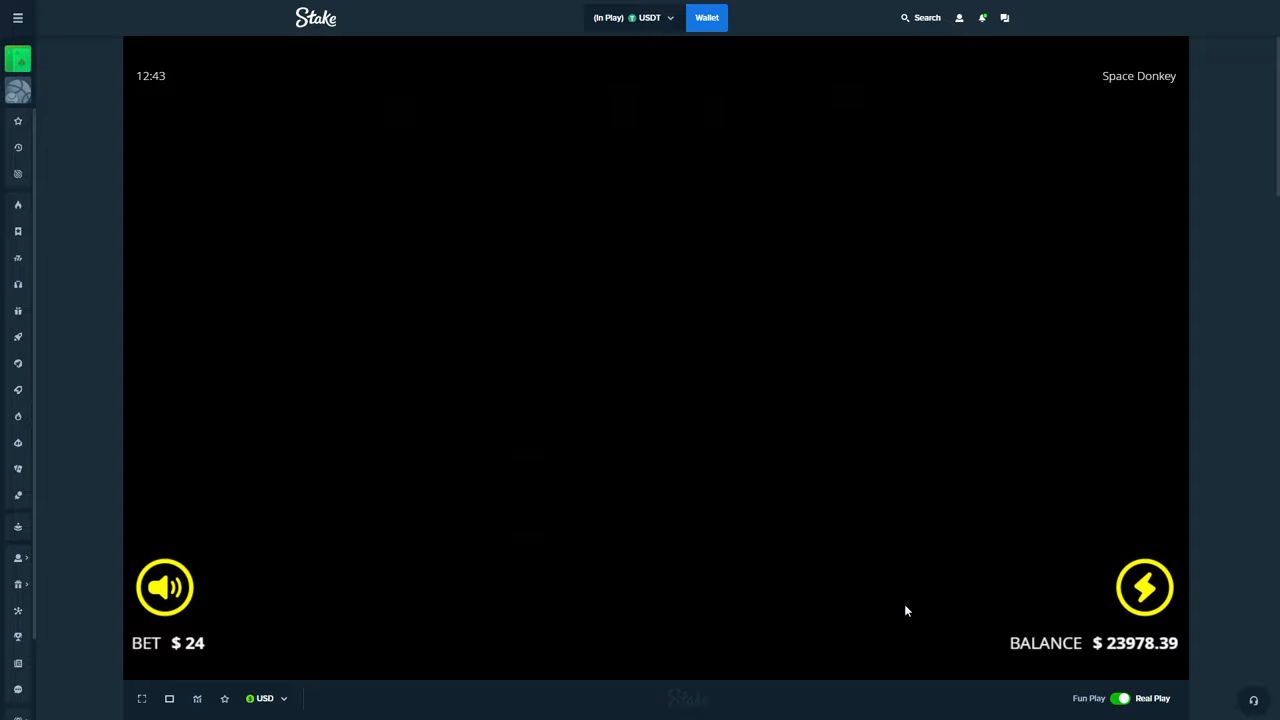 Stake
(In Play) USDT
Wallet
Search
12:43
Space Donkey
BET $ 24
BALANCE $ 23978.39
USD
Stake
Fun Play
Real Play